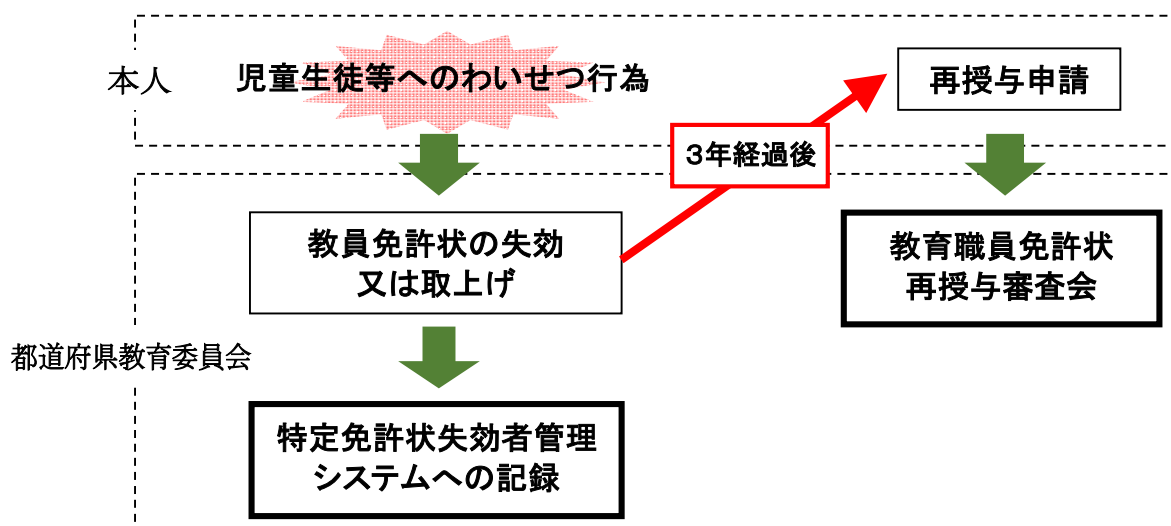 本人
児童生徒等へのわいせつ行為
再授与申請
３年経過後
教員免許状の失効
又は取上げ
教育職員免許状
再授与審査会
都道府県教育委員会
特定免許状失効者管理
システムへの記録